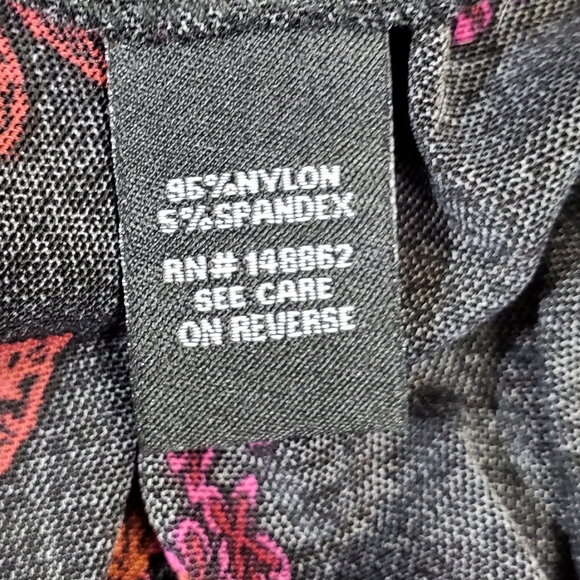 95%NYLON
5%SPANDEX
RN# 148862
SEE CARE
ON REVERSE